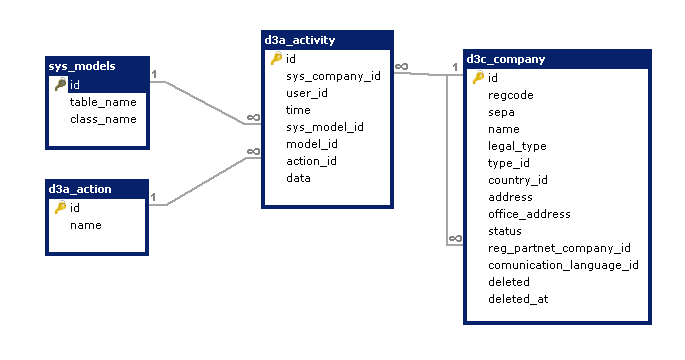 sys_models
id
table_name
class_name
d3a_action
id
name
d3a_activity
id
sys_company_id
user_id
time
sys_model_id
model_id
action_id
data
d3c_company
id
regcode
sepa
name
legal_type
type_id
country_id
address
office_address
status
reg_partnet_company_id
comunication_language_id
deleted
deleted_at
1
∞
1
∞
∞
1
∞